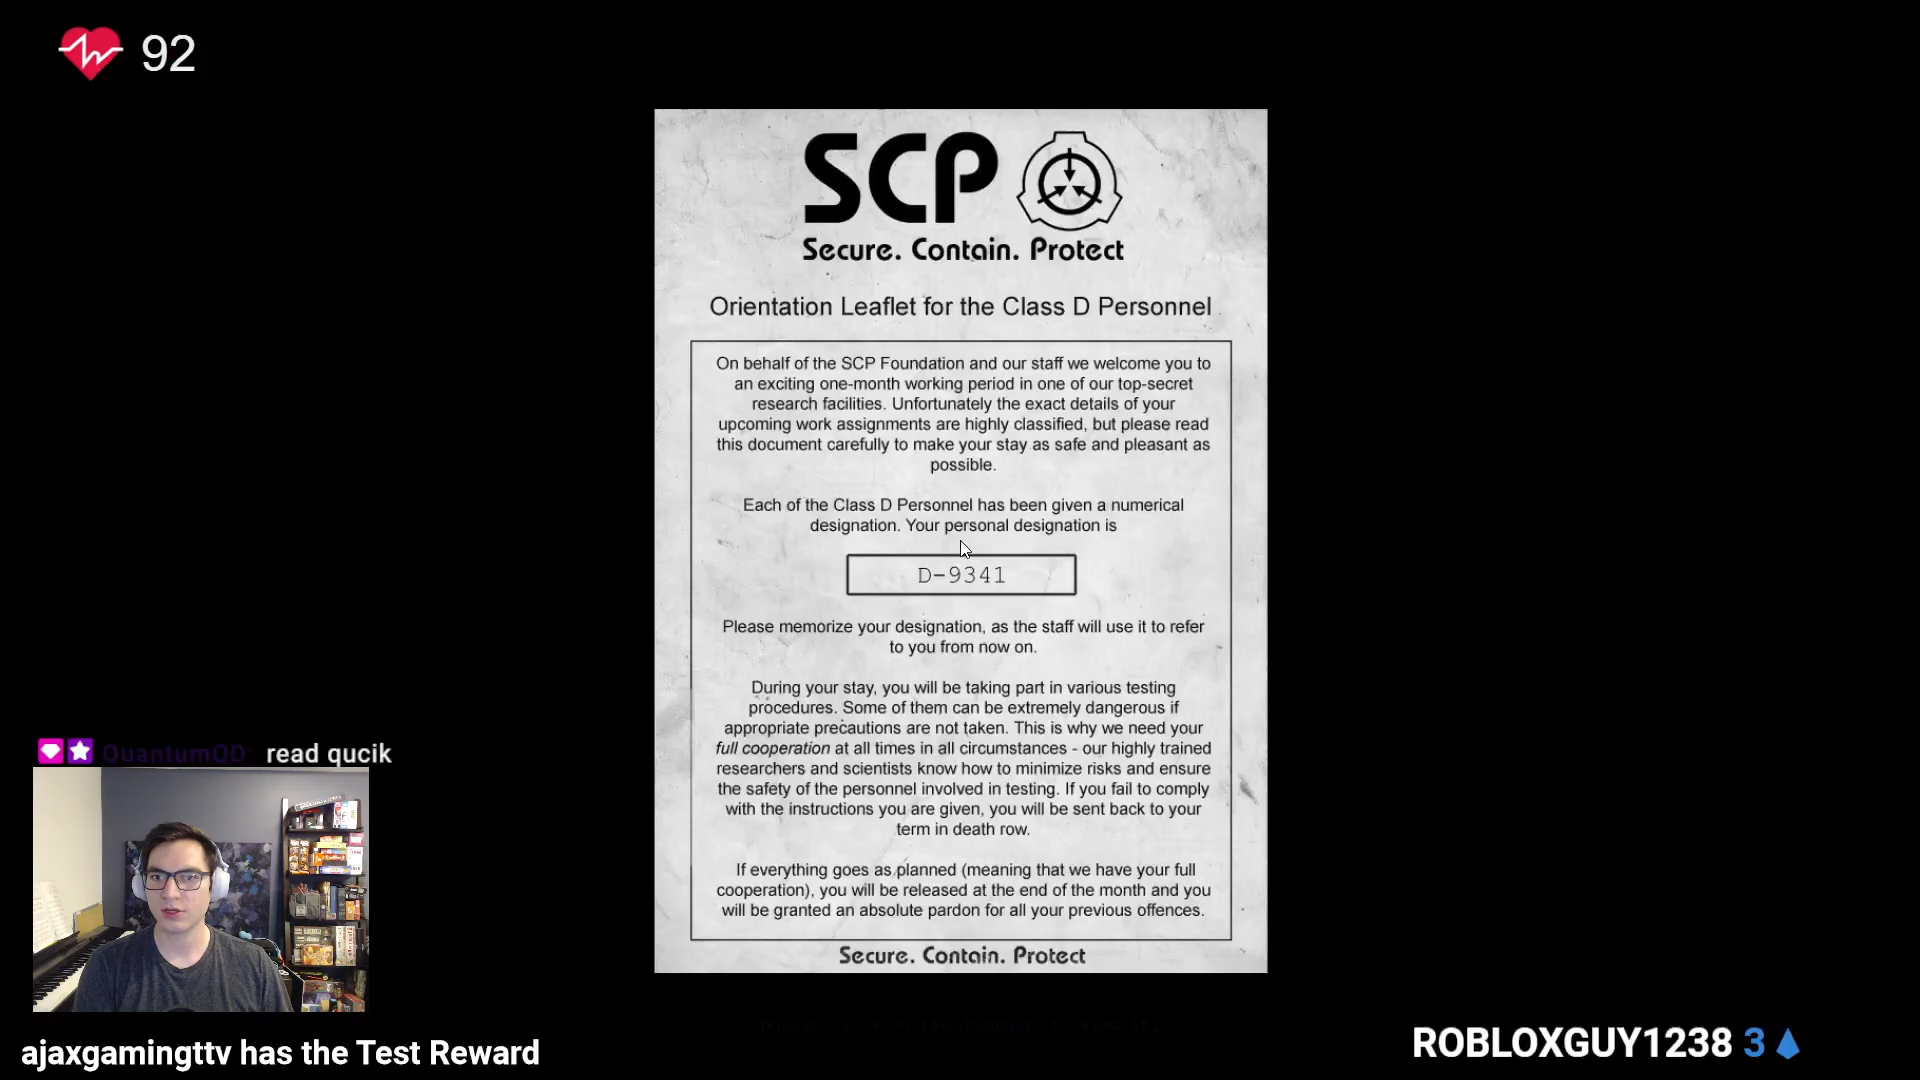 92
SCP
Secure. Contain. Protect
Orientation Leaflet for the Class D Personnel
On behalf of the SCP Foundation and our staff we welcome you to
an exciting one-month working period in one of our top-secret
research facilities. Unfortunately the exact details of your
upcoming work assignments are highly classified, but please read
this document carefully to make your stay as safe and pleasant as
possible.
Each of the Class D Personnel has been given a numerical
designation. Your personal designation is
D-9341
Please memorize your designation, as the staff will use it to refer
to you from now on.
During your stay, you will be taking part in various testing
procedures. Some of them can be extremely dangerous if
appropriate precautions are not taken. This is why we need your
full cooperation at all times in all circumstances - our highly trained
researchers and scientists know how to minimize risks and ensure
the safety of the personnel involved in testing. If you fail to comply
with the instructions you are given, you will be sent back to your
term in death row.
If everything goes as planned (meaning that we have your full
cooperation), you will be released at the end of the month and you
will be granted an absolute pardon for all your previous offences.
Secure. Contain. Protect
QuantumQD: read qucik
ajaxgamingttv has the Test Reward
ROBLOXGUY1238 3